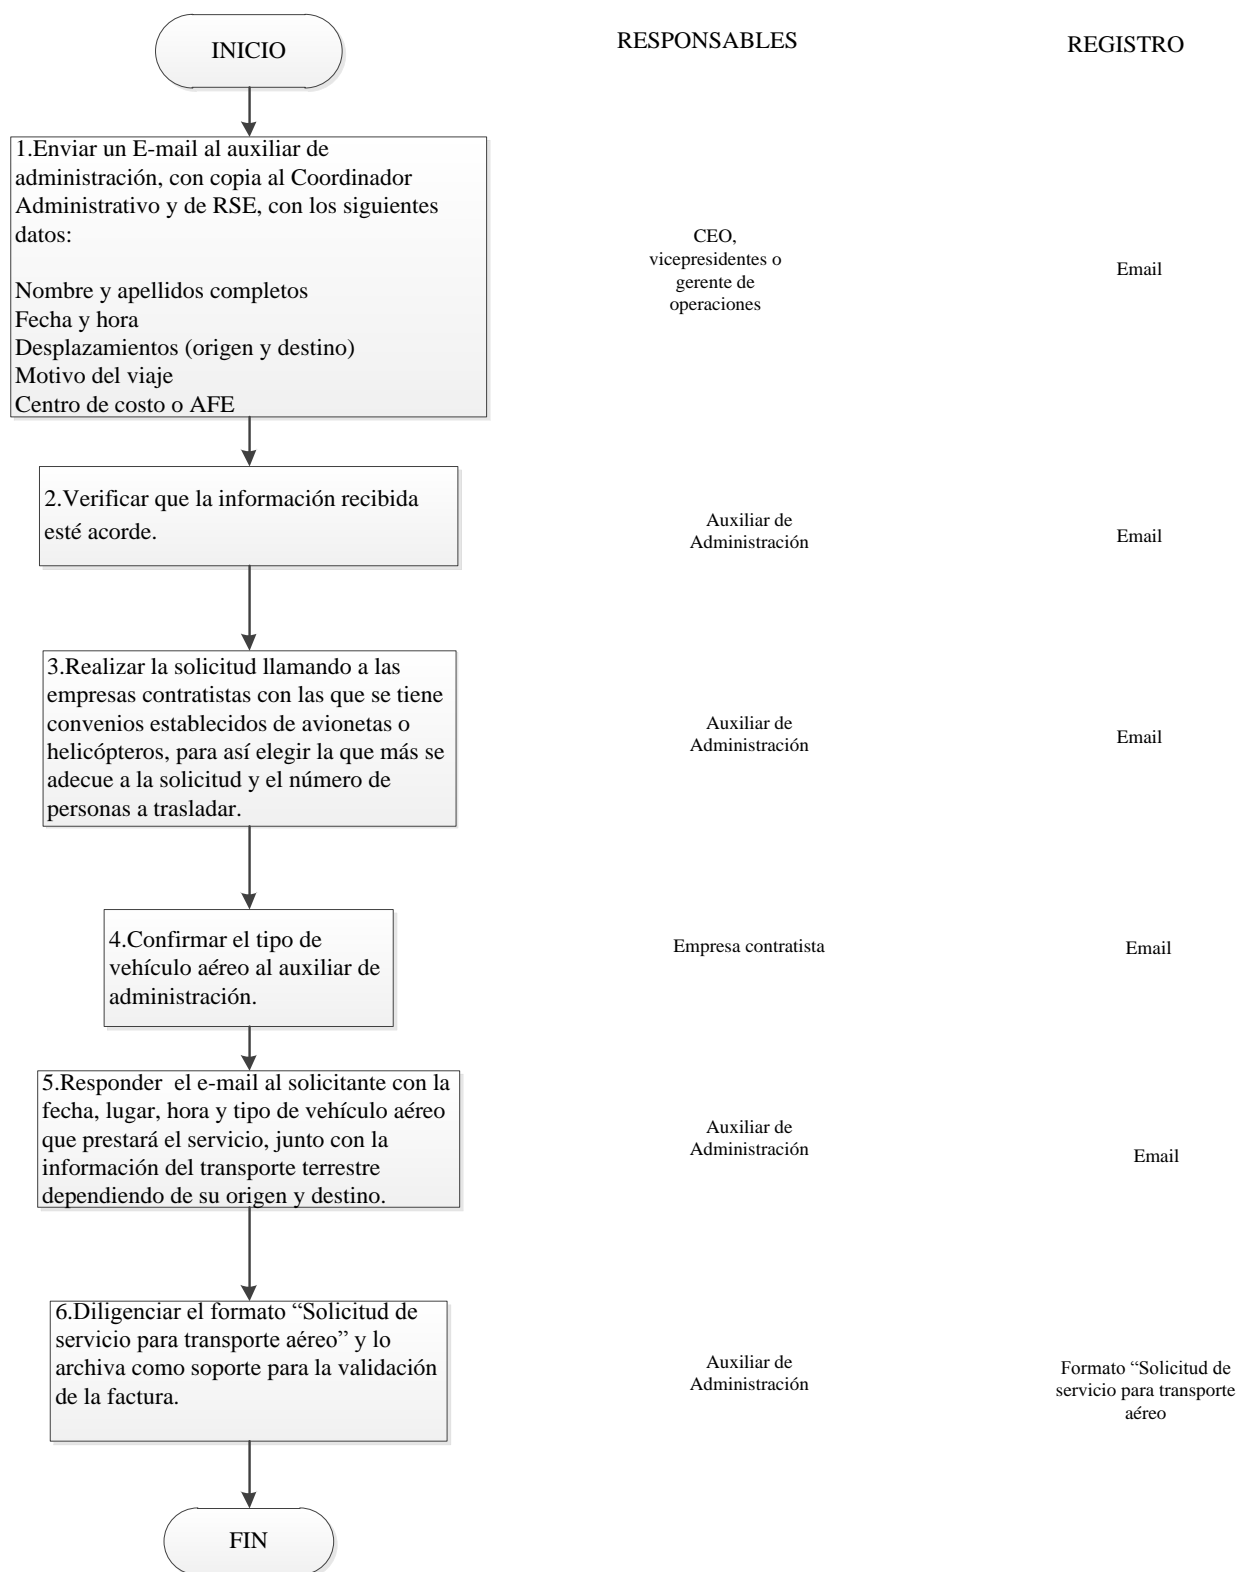 INICIO
RESPONSABLES
REGISTRO
1.Enviar un E-mail al auxiliar de
administración, con copia al Coordinador
Administrativo y de RSE, con los siguientes
datos:
Nombre y apellidos completos
Fecha y hora
Desplazamientos (origen y destino)
Motivo del viaje
Centro de costo o AFE
CEO,
vicepresidentes o
gerente de
operaciones
Email
2.Verificar que la información recibida
esté acorde.
Auxiliar de
Administración
Email
3.Realizar la solicitud llamando a las
empresas contratistas con las que se tiene
convenios establecidos de avionetas o
helicópteros, para así elegir la que más se
adecue a la solicitud y el número de
personas a trasladar.
Auxiliar de
Administración
Email
4.Confirmar el tipo de
vehículo aéreo al auxiliar de
administración.
Empresa contratista
Email
5.Responder  el e-mail al solicitante con la
fecha, lugar, hora y tipo de vehículo aéreo
que prestará el servicio, junto con la
información del transporte terrestre
dependiendo de su origen y destino.
Auxiliar de
Administración
Email
6.Diligenciar el formato “Solicitud de
servicio para transporte aéreo” y lo
archiva como soporte para la validación
de la factura.
Auxiliar de
Administración
Formato “Solicitud de
servicio para transporte
aéreo
FIN